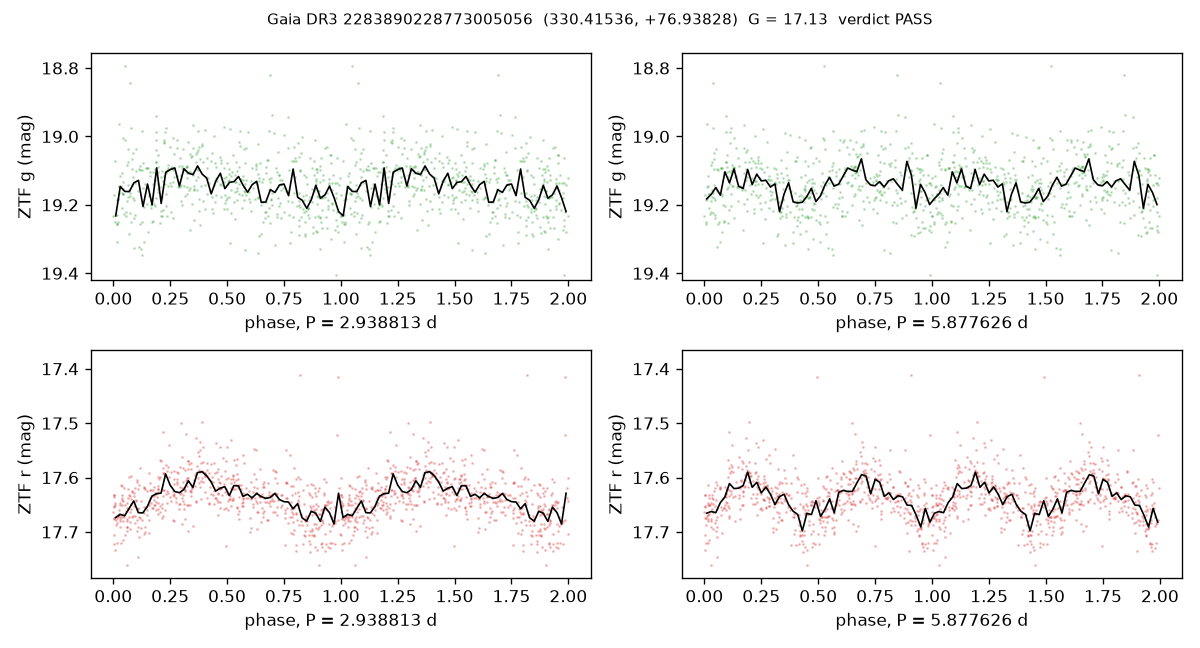 Gaia DR3 2283890228773005056 (330.41536, +76.93828) G = 17.13 verdict PASS
ZTF g (mag)
18.8
19.0
19.2
19.4
0.00 0.25 0.50 0.75 1.00 1.25 1.50 1.75 2.00
phase, P = 2.938813 d
ZTF g (mag)
18.8
19.0
19.2
19.4
0.00 0.25 0.50 0.75 1.00 1.25 1.50 1.75 2.00
phase, P = 5.877626 d
ZTF r (mag)
17.4
17.5
17.6
17.7
0.00 0.25 0.50 0.75 1.00 1.25 1.50 1.75 2.00
phase, P = 2.938813 d
ZTF r (mag)
17.4
17.5
17.6
17.7
0.00 0.25 0.50 0.75 1.00 1.25 1.50 1.75 2.00
phase, P = 5.877626 d